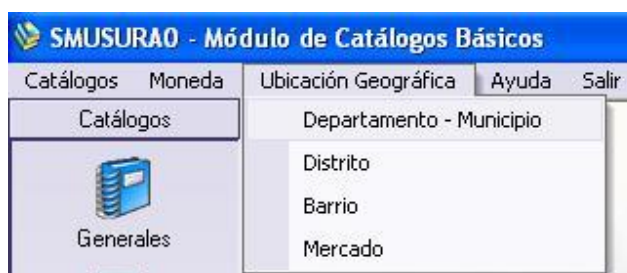 SMUSURA0 - Módulo de Catálogos Básicos
Catálogos Moneda Ubicación Geográfica Ayuda Salir
Catálogos
Departamento - Municipio
Distrito
Barrio
Generales
Mercado